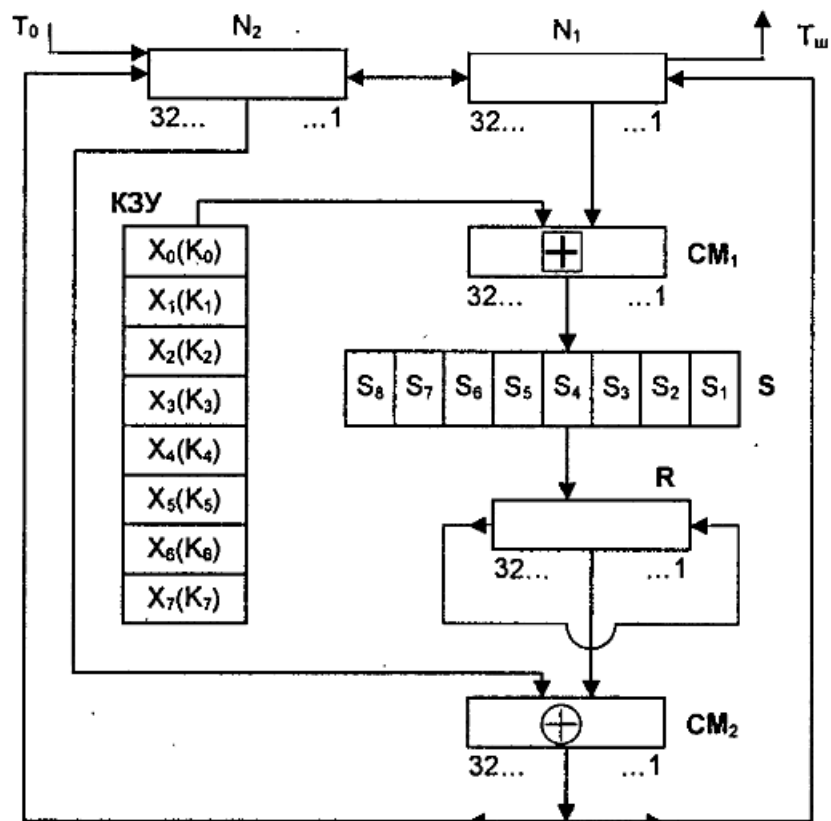 T₀ N₂ N₁ Tш
32... ...1 32... ...1
КЗУ
X₀(K₀) + СМ₁
32... ...1
X₁(K₁)
X₂(K₂)
S₈ S₇ S₆ S₅ S₄ S₃ S₂ S₁ S
X₃(K₃)
X₄(K₄)
R
X₅(K₅)
X₆(K₆) 32... ...1
X₇(K₇)
+ СМ₂
32... ...1